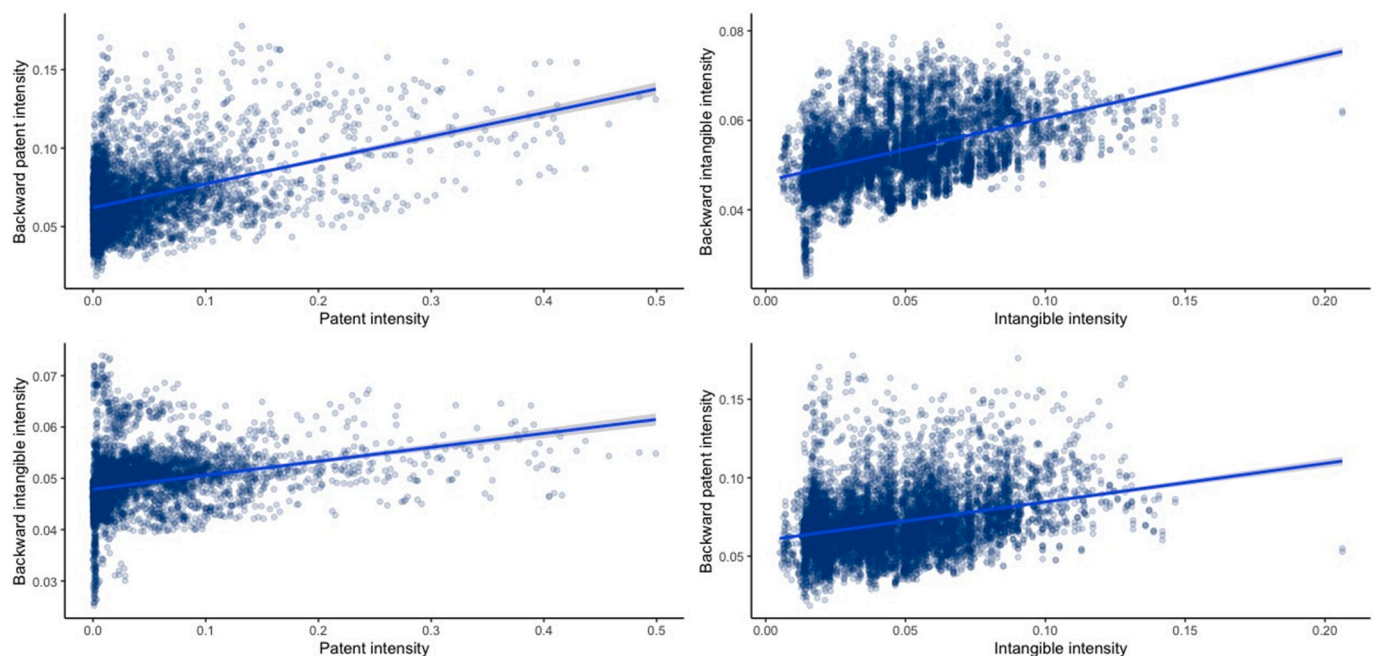 Backward patent intensity
0.15
0.10
0.05
0.0 0.1 0.2 0.3 0.4 0.5
Patent intensity
Backward intangible intensity
0.08
0.06
0.04
0.00 0.05 0.10 0.15 0.20
Intangible intensity
Backward intangible intensity
0.07
0.06
0.05
0.04
0.03
0.0 0.1 0.2 0.3 0.4 0.5
Patent intensity
Backward patent intensity
0.15
0.10
0.05
0.00 0.05 0.10 0.15 0.20
Intangible intensity